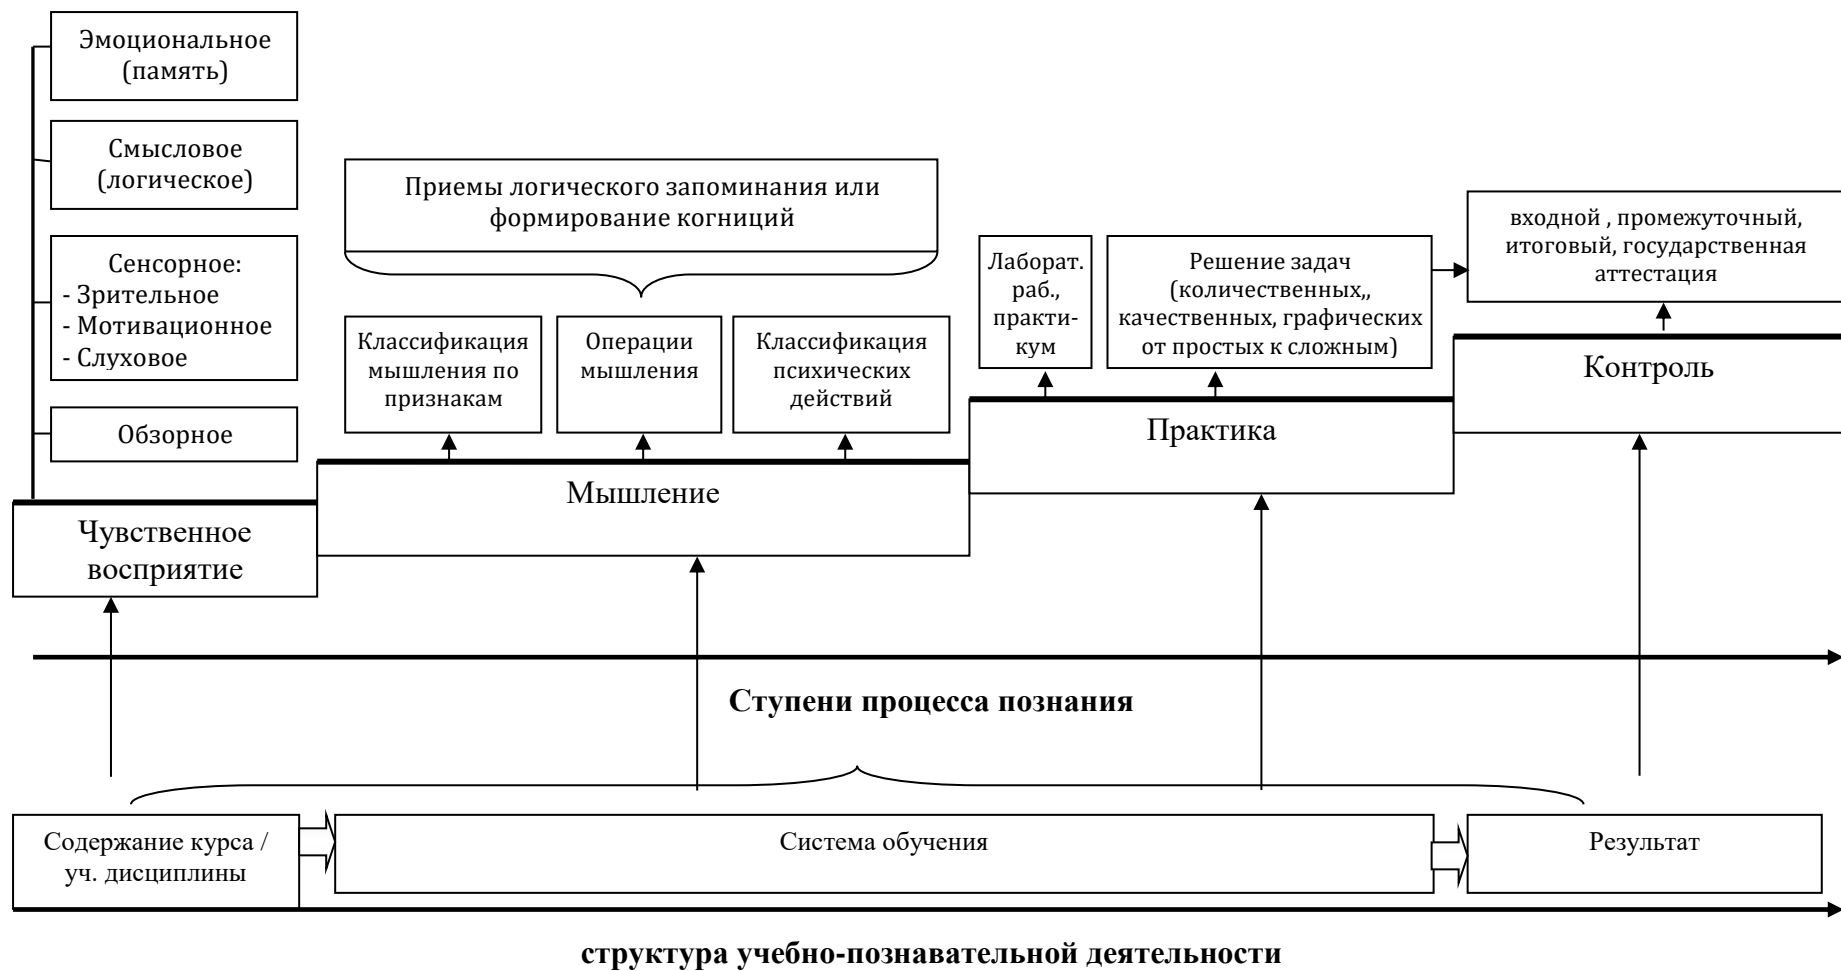 Эмоциональное
(память)
Смысловое
(логическое)
Сенсорное:
- Зрительное
- Мотивационное
- Слуховое
Обзорное
Чувственное
восприятие
Приемы логического запоминания или
формирование когниций
Классификация
мышления по
признакам
Операции
мышления
Классификация
психических
действий
Мышление
Лаборат.
раб.,
практи-
кум
Решение задач
(количественных,,
качественных, графических
от простых к сложным)
Практика
входной , промежуточный,
итоговый, государственная
аттестация
Контроль
Ступени процесса познания
Содержание курса /
уч. дисциплины
Система обучения
Результат
структура учебно-познавательной деятельности